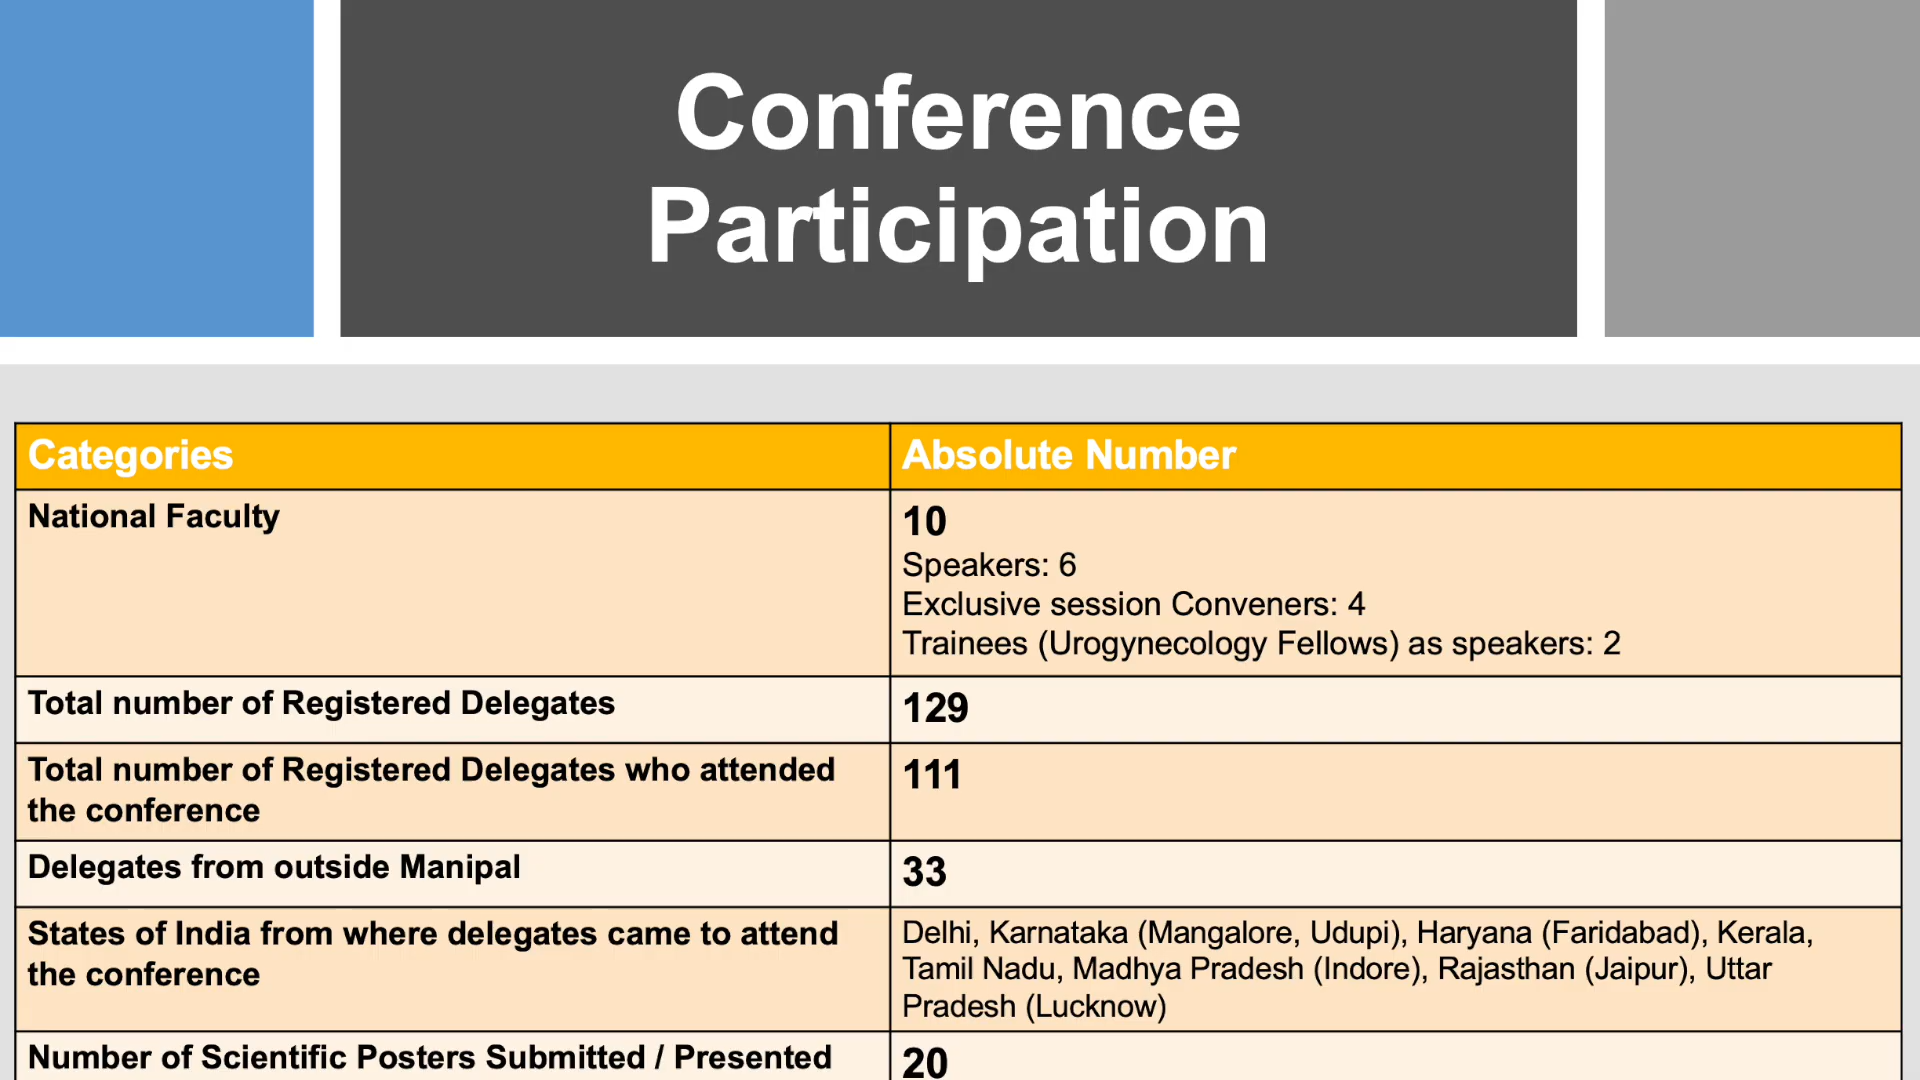 Conference
Participation
Categories
Absolute Number
National Faculty
10
Speakers: 6
Exclusive session Conveners: 4
Trainees (Urogynecology Fellows) as speakers: 2
Total number of Registered Delegates
129
Total number of Registered Delegates who attended
the conference
111
Delegates from outside Manipal
33
States of India from where delegates came to attend
the conference
Delhi, Karnataka (Mangalore, Udupi), Haryana (Faridabad), Kerala,
Tamil Nadu, Madhya Pradesh (Indore), Rajasthan (Jaipur), Uttar
Pradesh (Lucknow)
Number of Scientific Posters Submitted / Presented
20